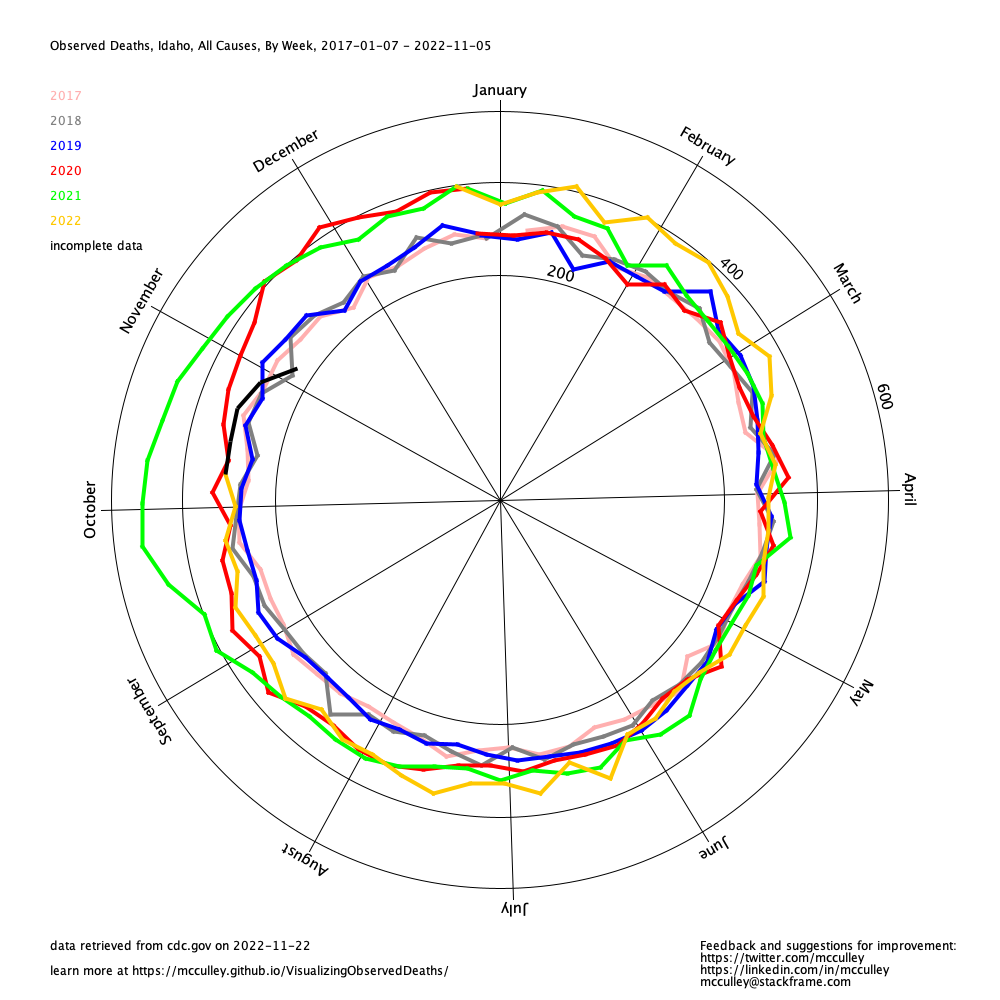 Observed Deaths, Idaho, All Causes, By Week, 2017-01-07 - 2022-11-05
January
2017
2018
2019
2020
2021
2022
incomplete data
December
February
November
March
200
400
600
October
April
September
May
August
June
July
data retrieved from cdc.gov on 2022-11-22
learn more at https://mcculley.github.io/VisualizingObservedDeaths/
Feedback and suggestions for improvement:
https://twitter.com/mcculley
https://linkedin.com/in/mcculley
mcculley@stackframe.com